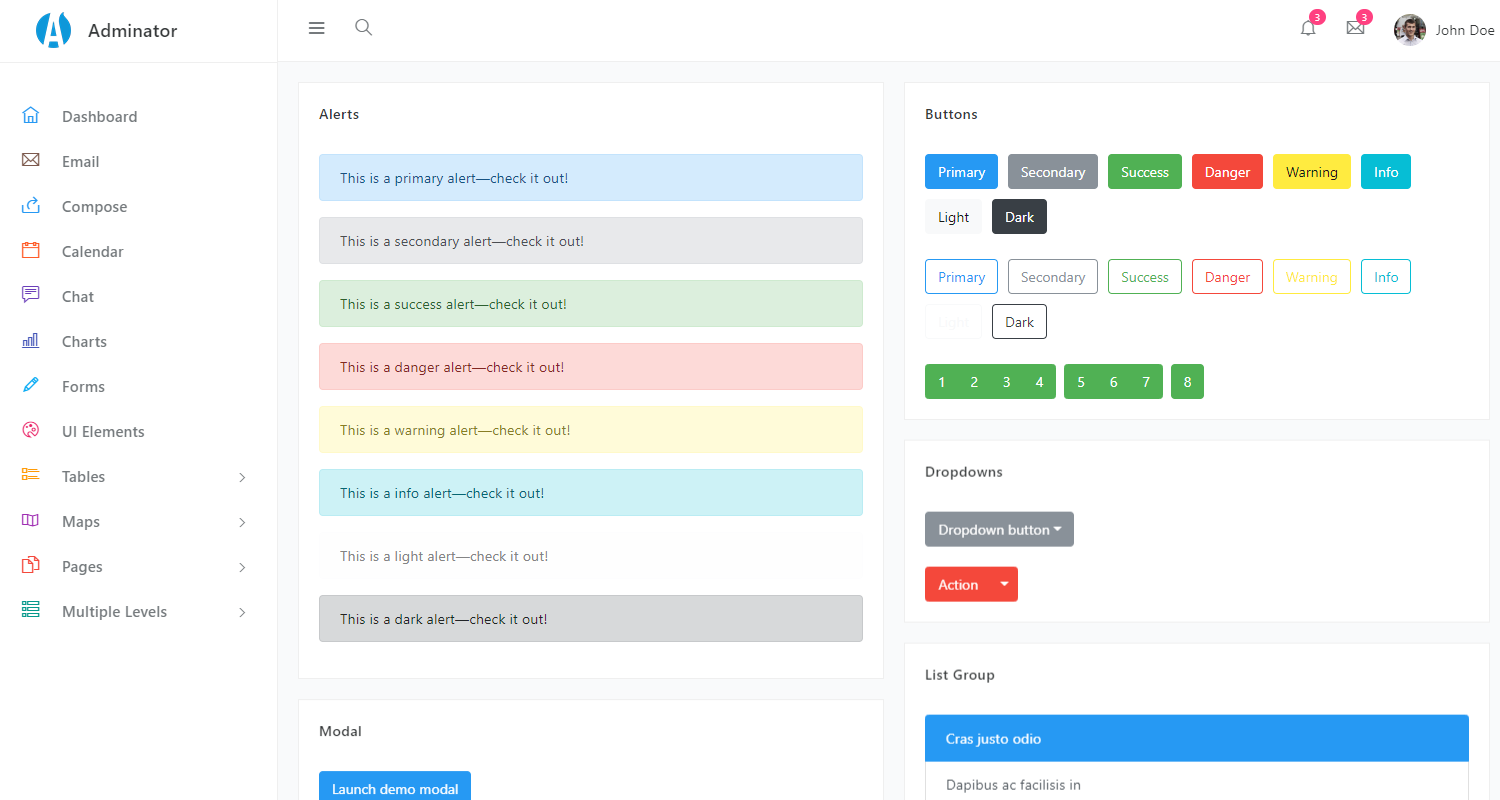 Adminator
3
3
John Doe
Dashboard
Email
Compose
Calendar
Chat
Charts
Forms
UI Elements
Tables
Maps
Pages
Multiple Levels
Alerts
This is a primary alert—check it out!
This is a secondary alert—check it out!
This is a success alert—check it out!
This is a danger alert—check it out!
This is a warning alert—check it out!
This is a info alert—check it out!
This is a light alert—check it out!
This is a dark alert—check it out!
Modal
Launch demo modal
Buttons
Primary Secondary Success Danger Warning Info
Light Dark
Primary Secondary Success Danger Warning Info
Light Dark
1 2 3 4 5 6 7 8
Dropdowns
Dropdown button
Action
List Group
Cras justo odio
Dapibus ac facilisis in